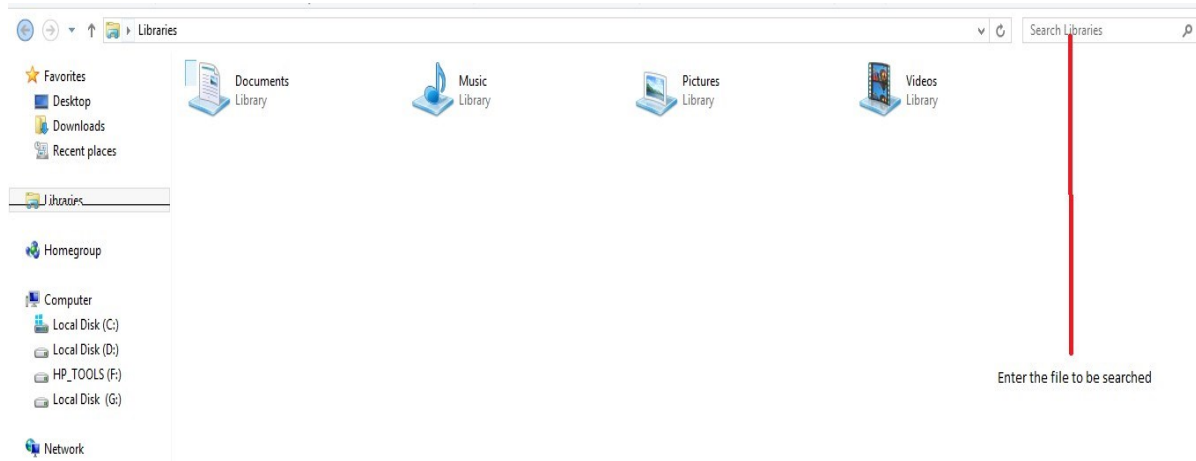 Libraries
Search Libraries
Favorites
Desktop
Downloads
Recent places
Libraries
Homegroup
Computer
Local Disk (C:)
Local Disk (D:)
HP_TOOLS (F:)
Local Disk (G:)
Network
Documents
Library
Music
Library
Pictures
Library
Videos
Library
Enter the file to be searched